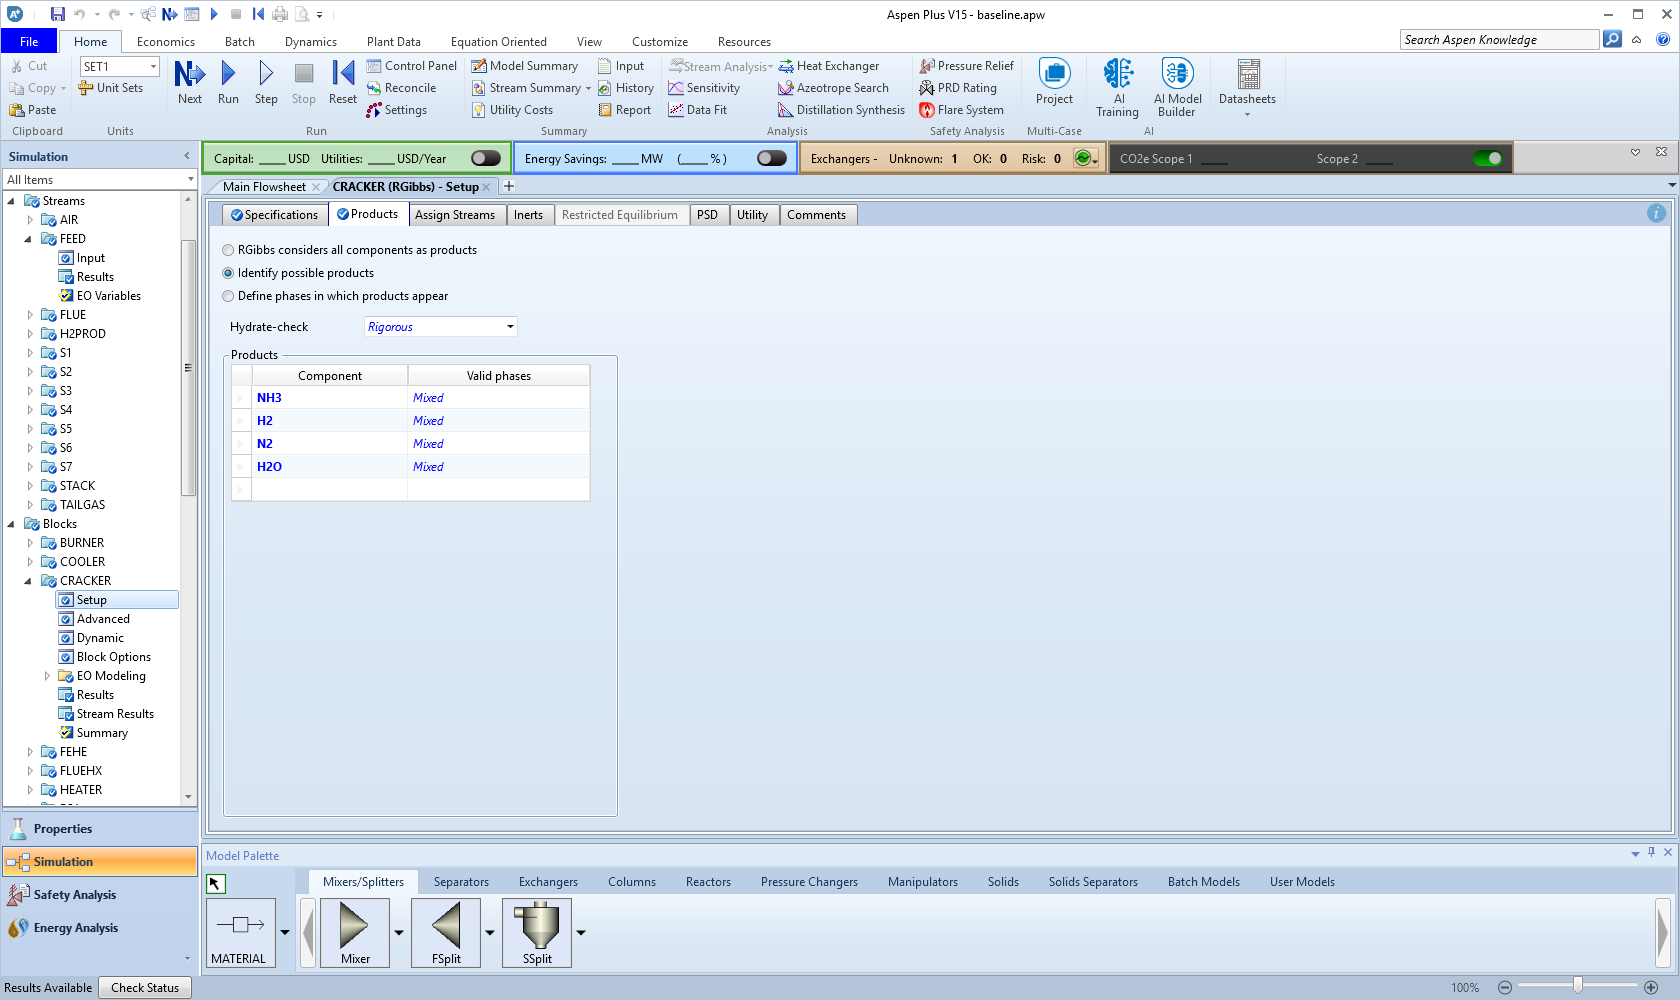 Aspen Plus V15 - baseline.apw
File
Home
Economics
Batch
Dynamics
Plant Data
Equation Oriented
View
Customize
Resources
Search Aspen Knowledge
Cut
Copy
Paste
Clipboard
SET1
Unit Sets
Units
Next
Run
Step
Stop
Reset
Control Panel
Reconcile
Settings
Run
Model Summary
Stream Summary
Utility Costs
Input
History
Report
Summary
Stream Analysis
Sensitivity
Data Fit
Heat Exchanger
Azeotrope Search
Distillation Synthesis
Analysis
Pressure Relief
PRD Rating
Flare System
Safety Analysis
Project
Multi-Case
AI Training
AI Model Builder
AI
Datasheets
Capital: ____ USD Utilities: ____ USD/Year
Energy Savings: ____ MW (____ % )
Exchangers - Unknown: 1 OK: 0 Risk: 0
CO2e Scope 1 ____ Scope 2 ____
Simulation
All Items
Streams
AIR
FEED
Input
Results
EO Variables
FLUE
H2PROD
S1
S2
S3
S4
S5
S6
S7
STACK
TAILGAS
Blocks
BURNER
COOLER
CRACKER
Setup
Advanced
Dynamic
Block Options
EO Modeling
Results
Stream Results
Summary
FEHE
FLUEHX
HEATER
Properties
Simulation
Safety Analysis
Energy Analysis
Main Flowsheet
CRACKER (RGibbs) - Setup
Specifications
Products
Assign Streams
Inerts
Restricted Equilibrium
PSD
Utility
Comments
RGibbs considers all components as products
Identify possible products
Define phases in which products appear
Hydrate-check Rigorous
Products
Component Valid phases
NH3 Mixed
H2 Mixed
N2 Mixed
H2O Mixed
Model Palette
Mixers/Splitters
Separators
Exchangers
Columns
Reactors
Pressure Changers
Manipulators
Solids
Solids Separators
Batch Models
User Models
MATERIAL
Mixer
FSplit
SSplit
Results Available
Check Status
100%